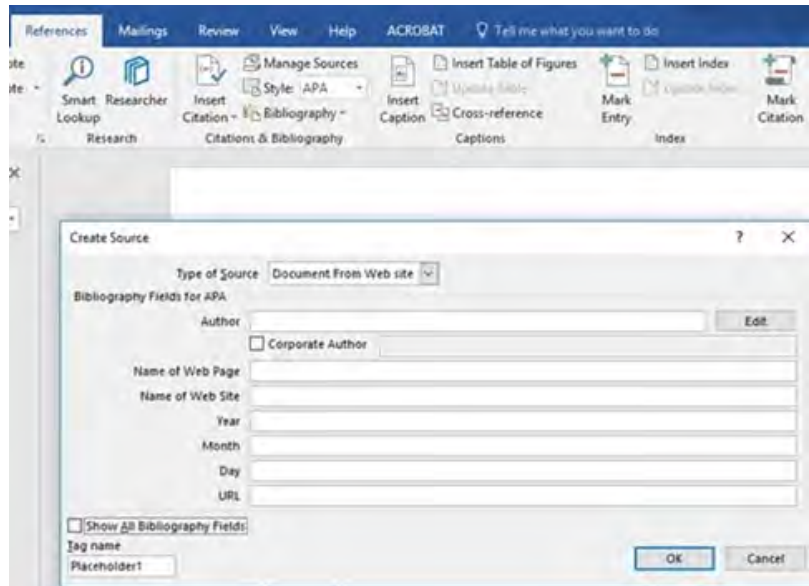 References Mailings Review View Help ACROBAT Tell me what you want to do
Smart Lookup
Researcher
Research
Insert Citation
Manage Sources
Style: APA
Bibliography
Citations & Bibliography
Insert Caption
Insert Table of Figures
Update Table
Cross-reference
Captions
Mark Entry
Insert Index
Update Index
Index
Mark Citation
Create Source ?
Type of Source Document From Web site
Bibliography Fields for APA
Author Edit
Corporate Author
Name of Web Page
Name of Web Site
Year
Month
Day
URL
Show All Bibliography Fields
Tag name
Placeholder1
OK Cancel